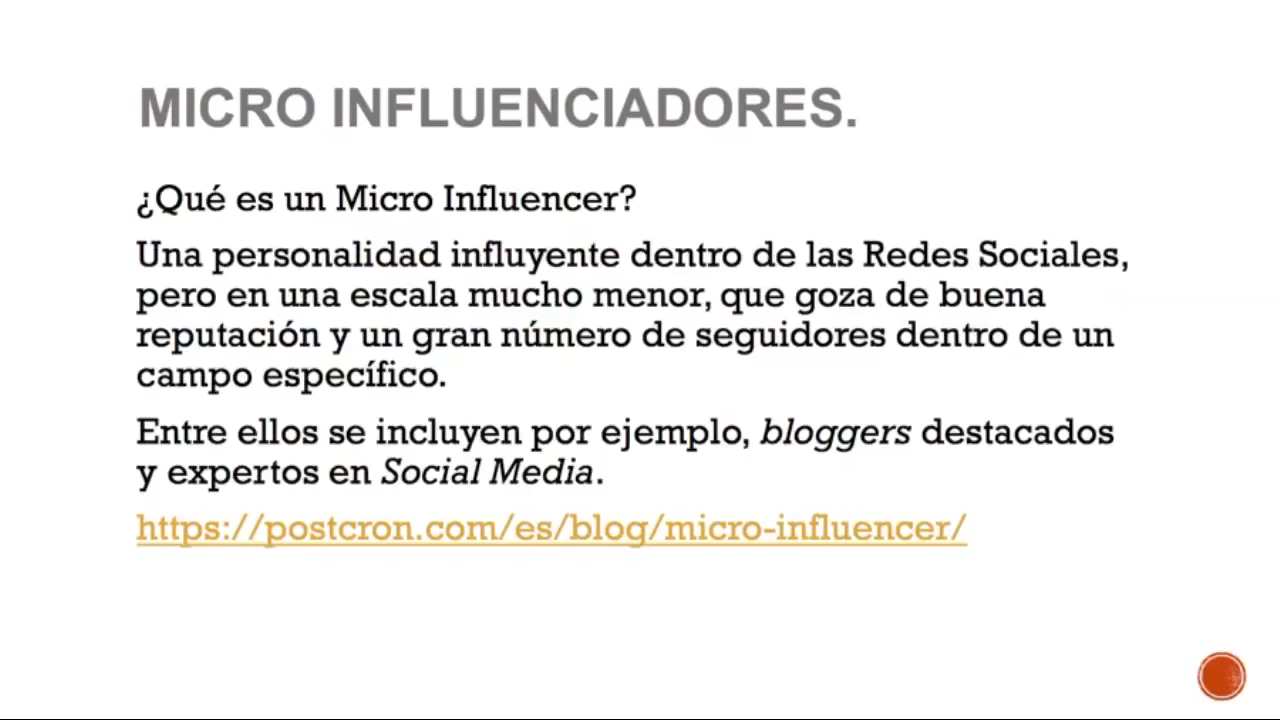 MICRO INFLUENCIADORES.
¿Qué es un Micro Influencer?
Una personalidad influyente dentro de las Redes Sociales,
pero en una escala mucho menor, que goza de buena
reputación y un gran número de seguidores dentro de un
campo específico.
Entre ellos se incluyen por ejemplo, bloggers destacados
y expertos en Social Media.
https://postcron.com/es/blog/micro-influencer/